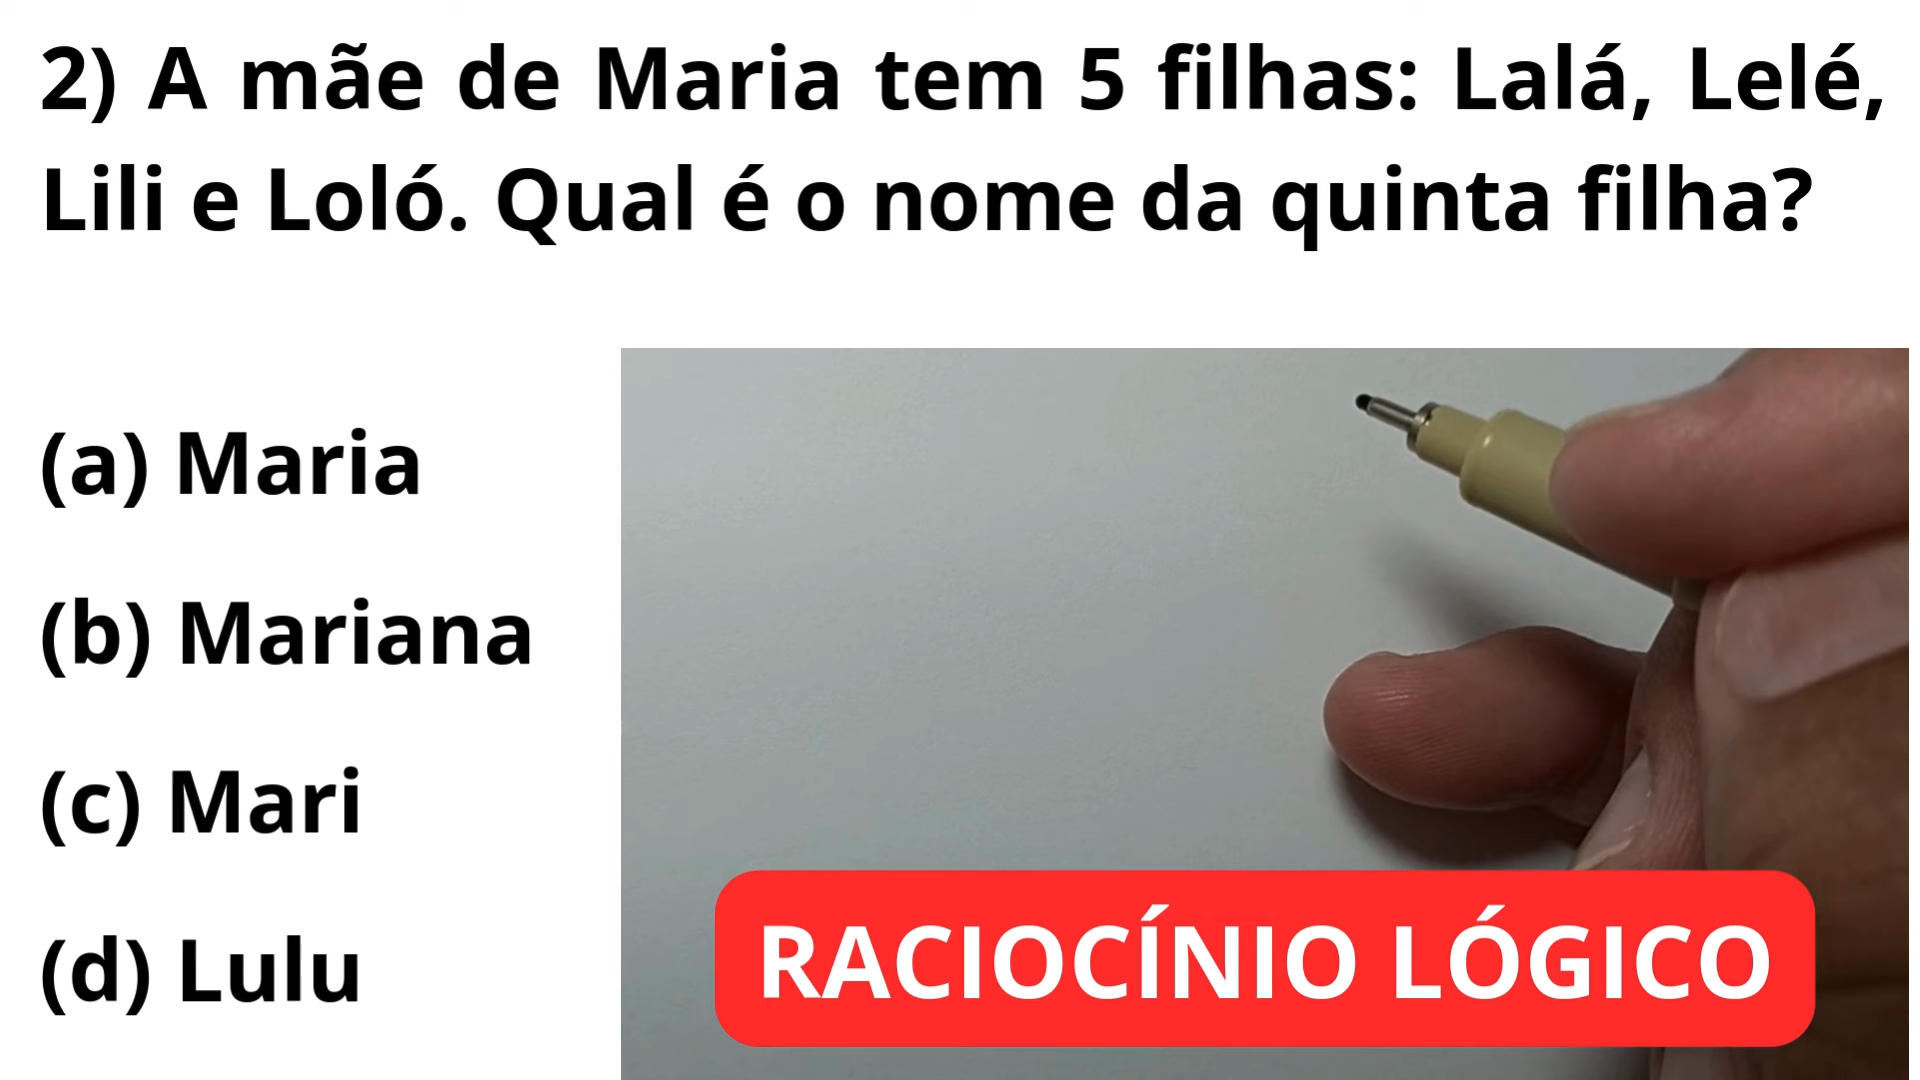 2) A mãe de Maria tem 5 filhas: Lalá, Lelé,
Lili e Loló. Qual é o nome da quinta filha?
(a) Maria
(b) Mariana
(c) Mari
(d) Lulu
RACIOCÍNIO LÓGICO